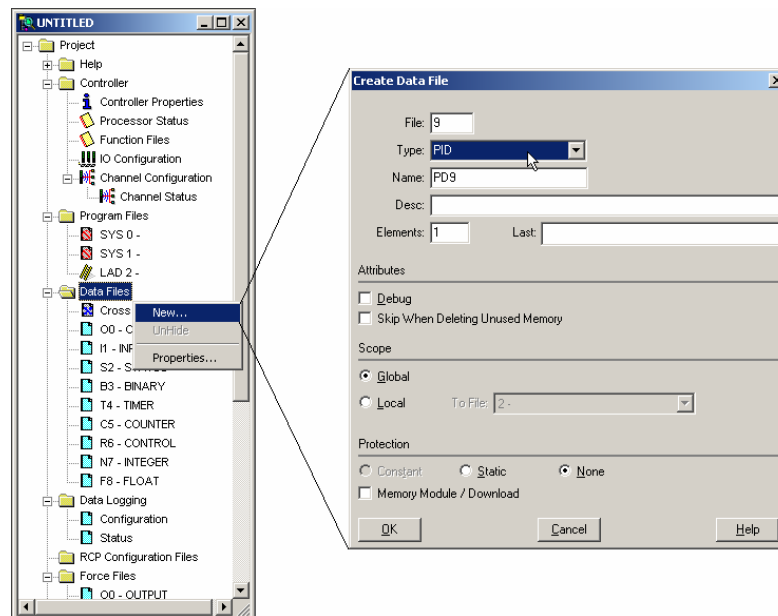 UNTITLED
Project
Help
Controller
Controller Properties
Processor Status
Function Files
IO Configuration
Channel Configuration
Channel Status
Program Files
SYS 0 -
SYS 1 -
LAD 2 -
Data Files
Cross
O0 - O
I1 - INP
S2 - STATUS
B3 - BINARY
T4 - TIMER
C5 - COUNTER
R6 - CONTROL
N7 - INTEGER
F8 - FLOAT
Data Logging
Configuration
Status
RCP Configuration Files
Force Files
O0 - OUTPUT
New...
UnHide
Properties...
Create Data File
File: 9
Type: PID
Name: PD9
Desc:
Elements: 1 Last:
Attributes
Debug
Skip When Deleting Unused Memory
Scope
Global
Local To File: 2 -
Protection
Constant Static None
Memory Module / Download
OK Cancel Help